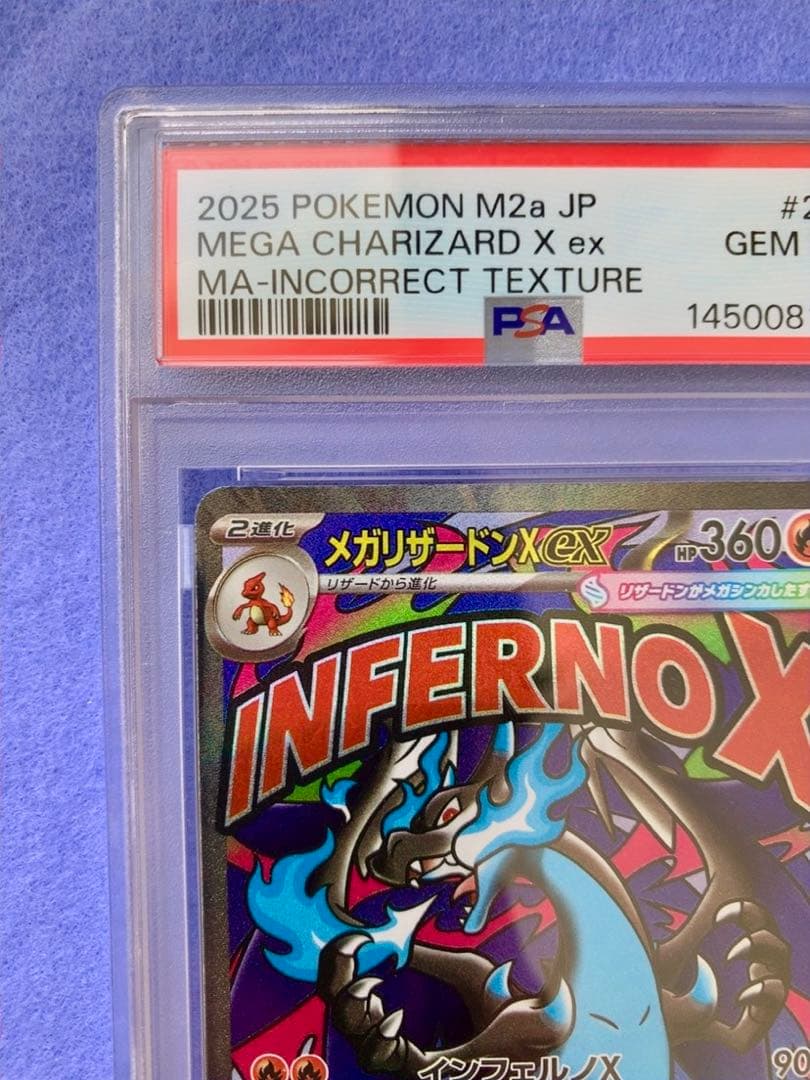 2025 POKEMON M2a JP #2
MEGA CHARIZARD X ex GEM
MA-INCORRECT TEXTURE
PSA 145008
2進化 メガリザードンXex HP360
リザードから進化 リザードンがメガシンカしたす
INFERNO X
インフェルノX 90